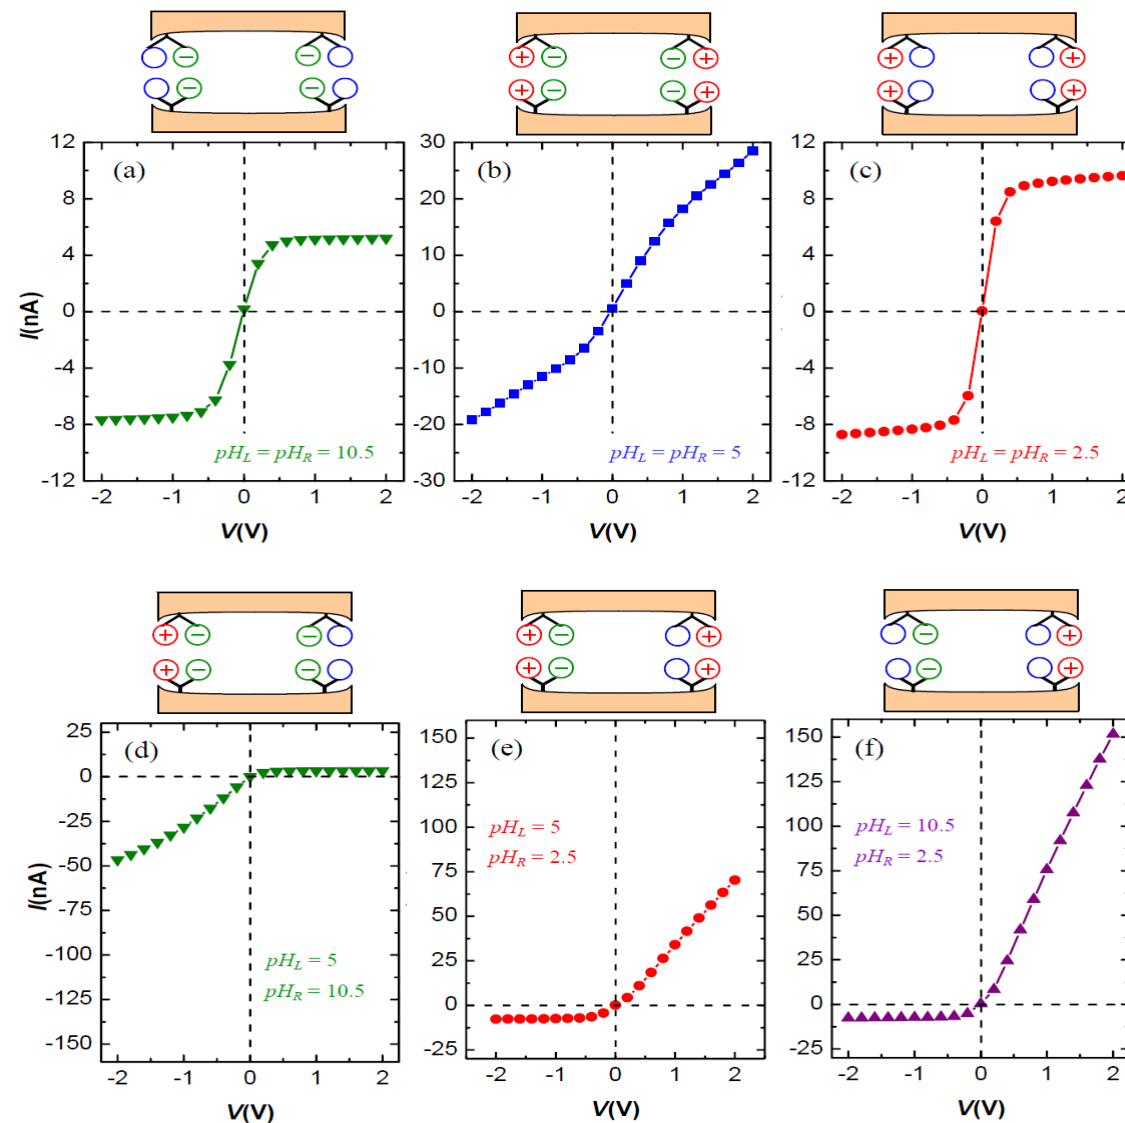 + + + +
− − − −
+ + + +
− − − −
(a)
12
8
4
0
-4
-8
-12
-2 -1 0 1 2
I(nA)
V(V)
pH_L = pH_R = 10.5
(b)
30
20
10
0
-10
-20
-30
-2 -1 0 1 2
V(V)
pH_L = pH_R = 5
(c)
12
8
4
0
-4
-8
-12
-2 -1 0 1 2
V(V)
pH_L = pH_R = 2.5
(d)
25
0
-25
-50
-75
-100
-125
-150
-2 -1 0 1 2
I(nA)
V(V)
pH_L = 5
pH_R = 10.5
(e)
150
125
100
75
50
25
0
-25
-2 -1 0 1 2
V(V)
pH_L = 5
pH_R = 2.5
(f)
150
125
100
75
50
25
0
-25
-2 -1 0 1 2
V(V)
pH_L = 10.5
pH_R = 2.5